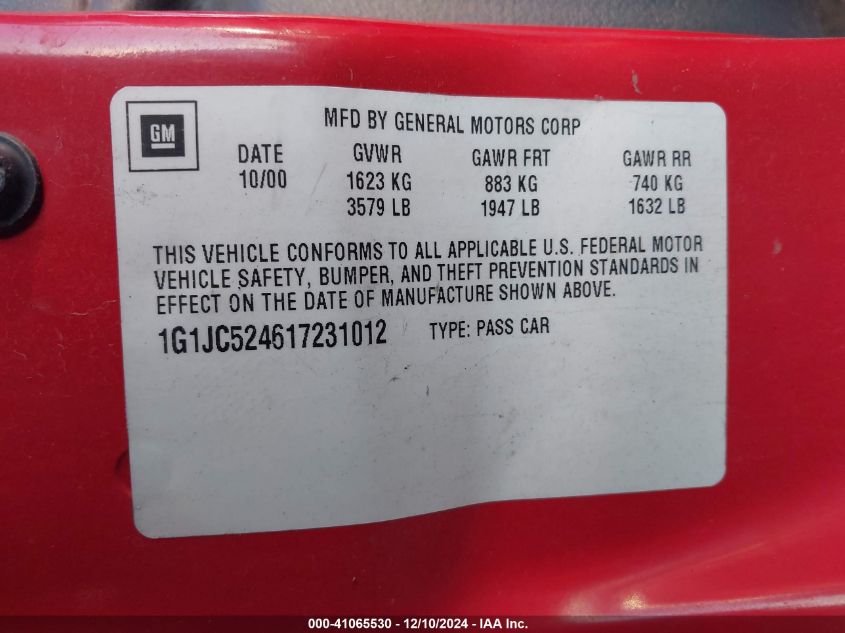 GM
MFD BY GENERAL MOTORS CORP
DATE GVWR GAWR FRT GAWR RR
10/00 1623 KG 883 KG 740 KG
3579 LB 1947 LB 1632 LB
THIS VEHICLE CONFORMS TO ALL APPLICABLE U.S. FEDERAL MOTOR
VEHICLE SAFETY, BUMPER, AND THEFT PREVENTION STANDARDS IN
EFFECT ON THE DATE OF MANUFACTURE SHOWN ABOVE.
1G1JC524617231012 TYPE: PASS CAR
000-41065530 - 12/10/2024 - IAA Inc.